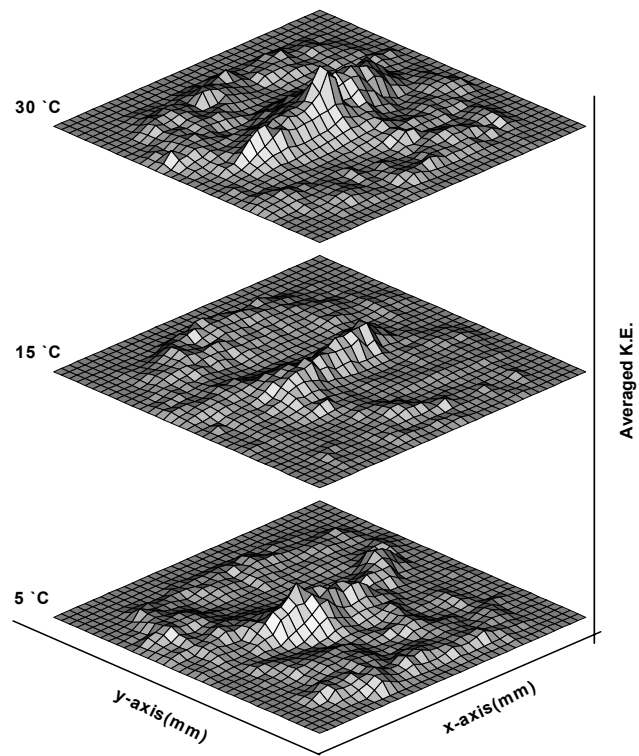 30 `C
15 `C
Averaged K.E.
5 `C
y-axis(mm)
x-axis(mm)